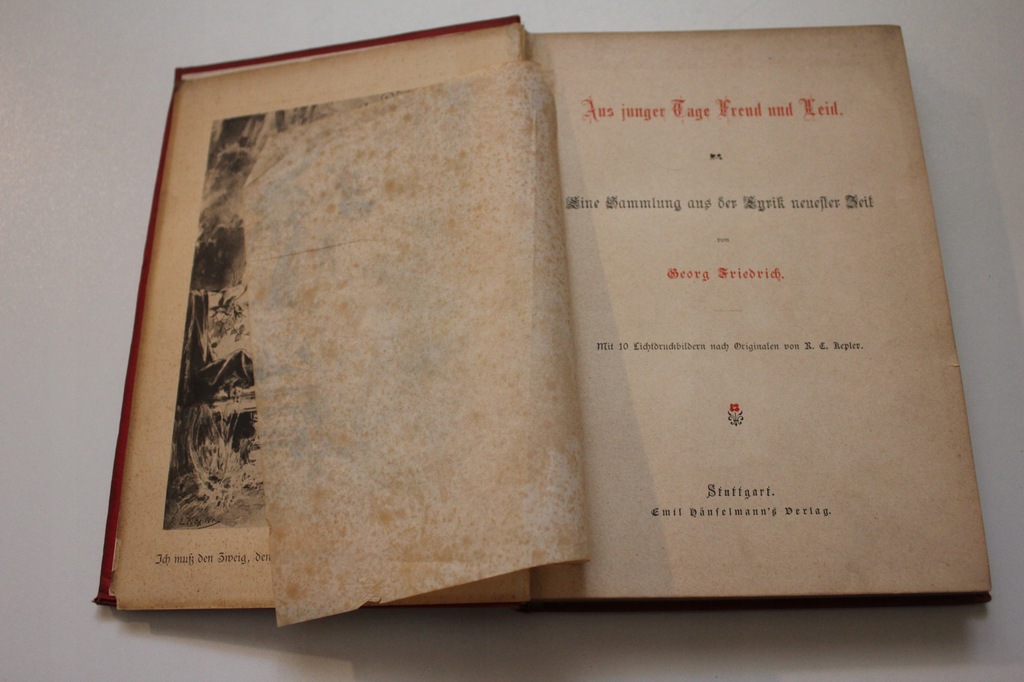 Ich muß den Zweig, den
Aus junger Tage Freud und Leid.
Eine Sammlung aus der Lyrik neuester Zeit
von
Georg Friedrich.
Mit 10 Lichtdruckbildern nach Originalen von R. E. Kepler.
Stuttgart.
Emil Hänselmann's Verlag.